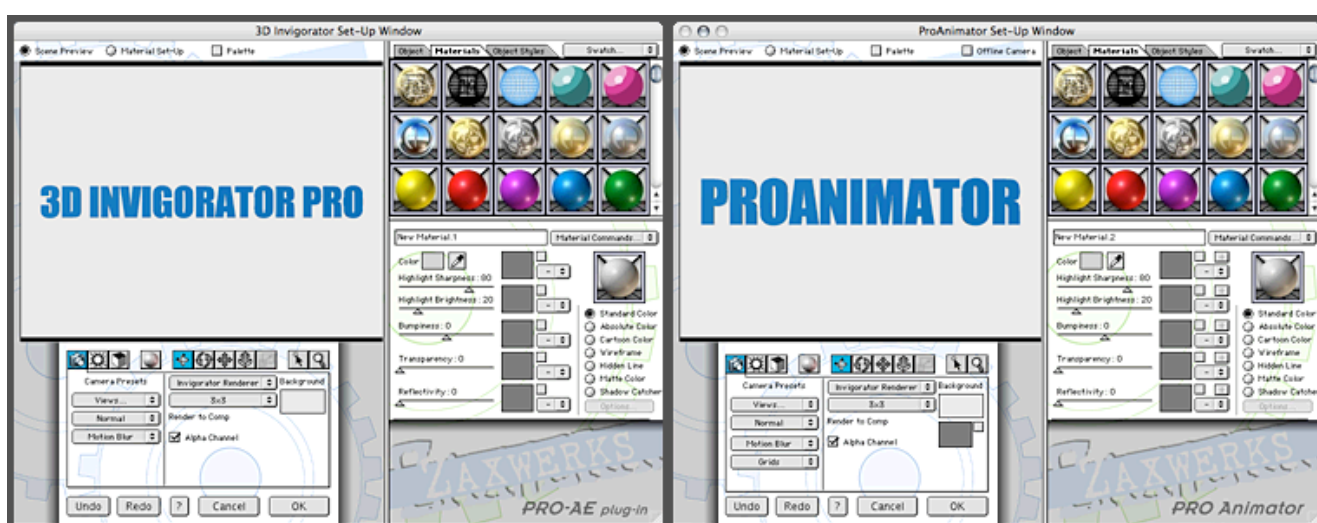 3D Invigorator Set-Up Window
Scene Preview Material Set-Up Palette
Object Materials Object Styles Swatch...
3D INVIGORATOR PRO
New Material.1 Material Commands...
Color
Highlight Sharpness: 80
Highlight Brightness: 20
Bumpiness: 0
Transparency: 0
Reflectivity: 0
Standard Color
Absolute Color
Cartoon Color
Wireframe
Hidden Line
Matte Color
Shadow Catcher
Options...
Camera Presets Invigorator Renderer Background
Views... 3x3
Normal Render to Comp
Motion Blur Alpha Channel
Undo Redo ? Cancel OK
ZAXWERKS
PRO-AE plug-in
ProAnimator Set-Up Window
Scene Preview Material Set-Up Palette Offline Camera
Object Materials Object Styles Swatch...
PROANIMATOR
New Material.2 Material Commands...
Color
Highlight Sharpness: 80
Highlight Brightness: 20
Bumpiness: 0
Transparency: 0
Reflectivity: 0
Standard Color
Absolute Color
Cartoon Color
Wireframe
Hidden Line
Matte Color
Shadow Catcher
Options...
Camera Presets Invigorator Renderer Background
Views... 3x3
Normal Render to Comp
Motion Blur Alpha Channel
Grids
Undo Redo ? Cancel OK
ZAXWERKS
PRO Animator